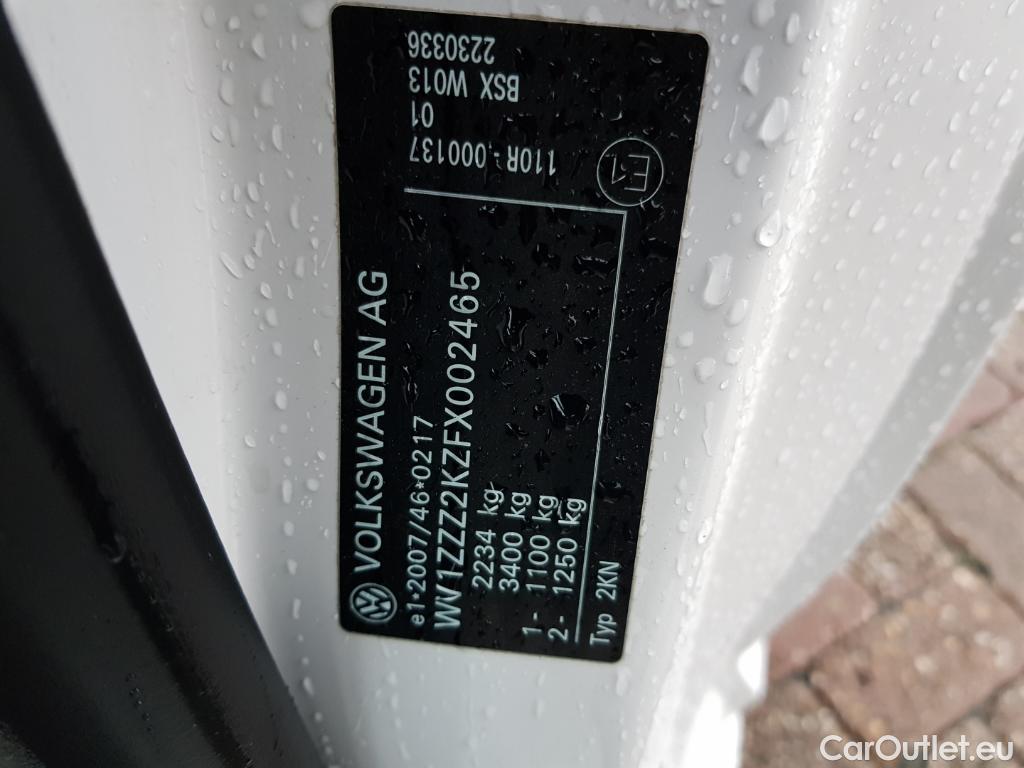 VOLKSWAGEN AG
e1*2007/46*0217
WV1ZZZ2KZFX002465
2234 kg
3400 kg
1- 1100 kg
2- 1250 kg
Typ 2KN
2230336
BSX W013
01
110R-000137
E1
CarOutlet.eu